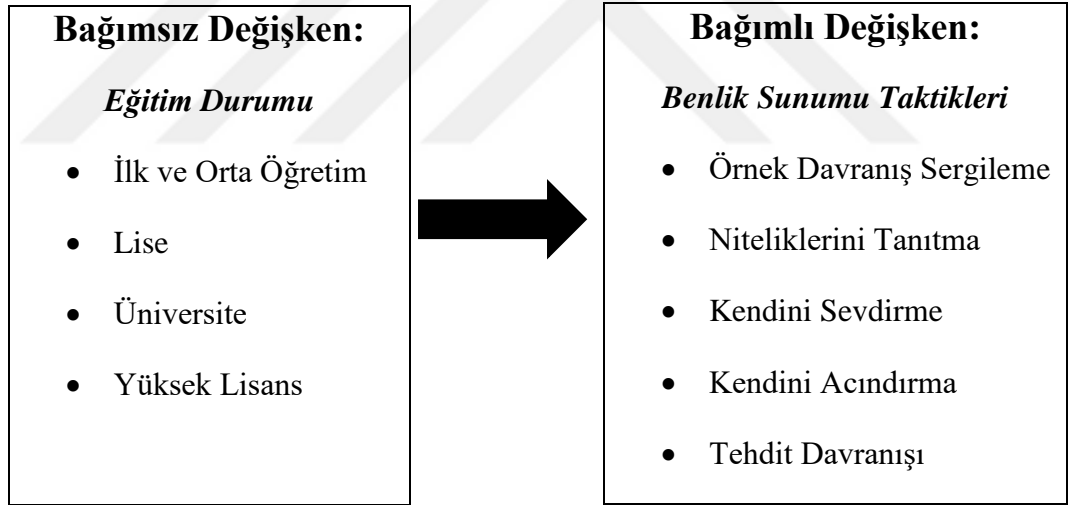 Bağımsız Değişken:
Eğitim Durumu
• İlk ve Orta Öğretim
• Lise
• Üniversite
• Yüksek Lisans
Bağımlı Değişken:
Benlik Sunumu Taktikleri
• Örnek Davranış Sergileme
• Niteliklerini Tanıtma
• Kendini Sevdirme
• Kendini Acındırma
• Tehdit Davranışı